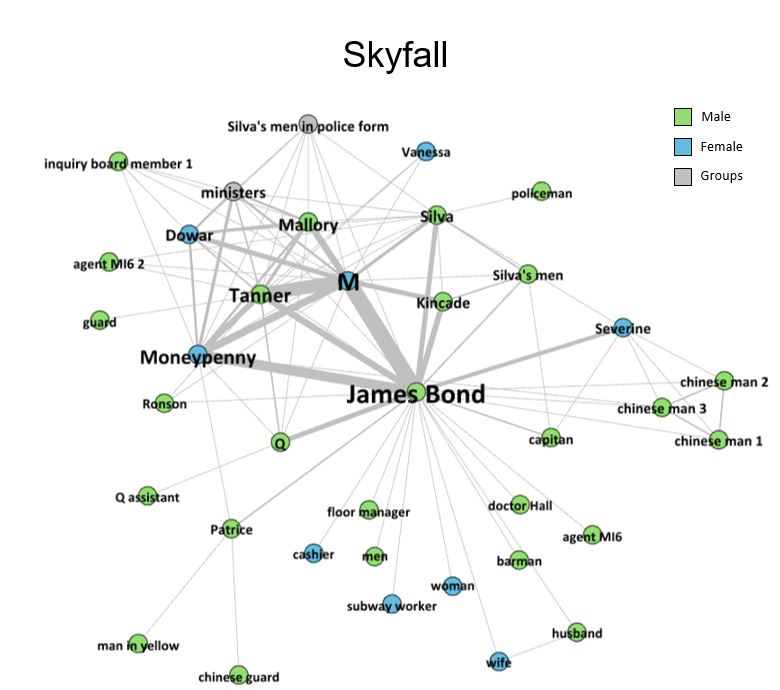 Skyfall
Male
Female
Groups
Silva's men in police form
inquiry board member 1
Vanessa
ministers
policeman
Dowar
Mallory
Silva
agent MI6 2
M
Silva's men
Tanner
Kincade
guard
Severine
Moneypenny
James Bond
chinese man 2
Ronson
chinese man 3
Q
capitan
chinese man 1
Q assistant
floor manager
doctor Hall
Patrice
agent MI6
cashier
men
barman
woman
subway worker
man in yellow
husband
wife
chinese guard